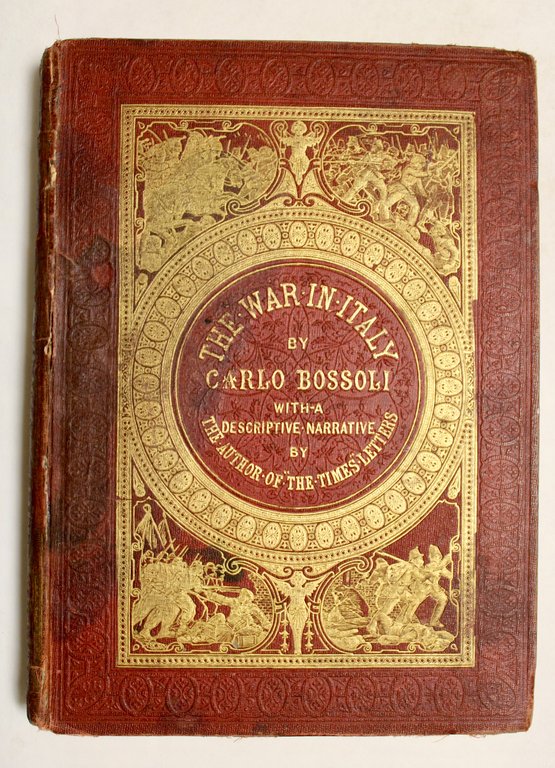 THE·WAR·IN·ITALY
BY
CARLO BOSSOLI
WITH·A
DESCRIPTIVE·NARRATIVE
BY
THE·AUTHOR·OF·"THE·TIMES"LETTERS